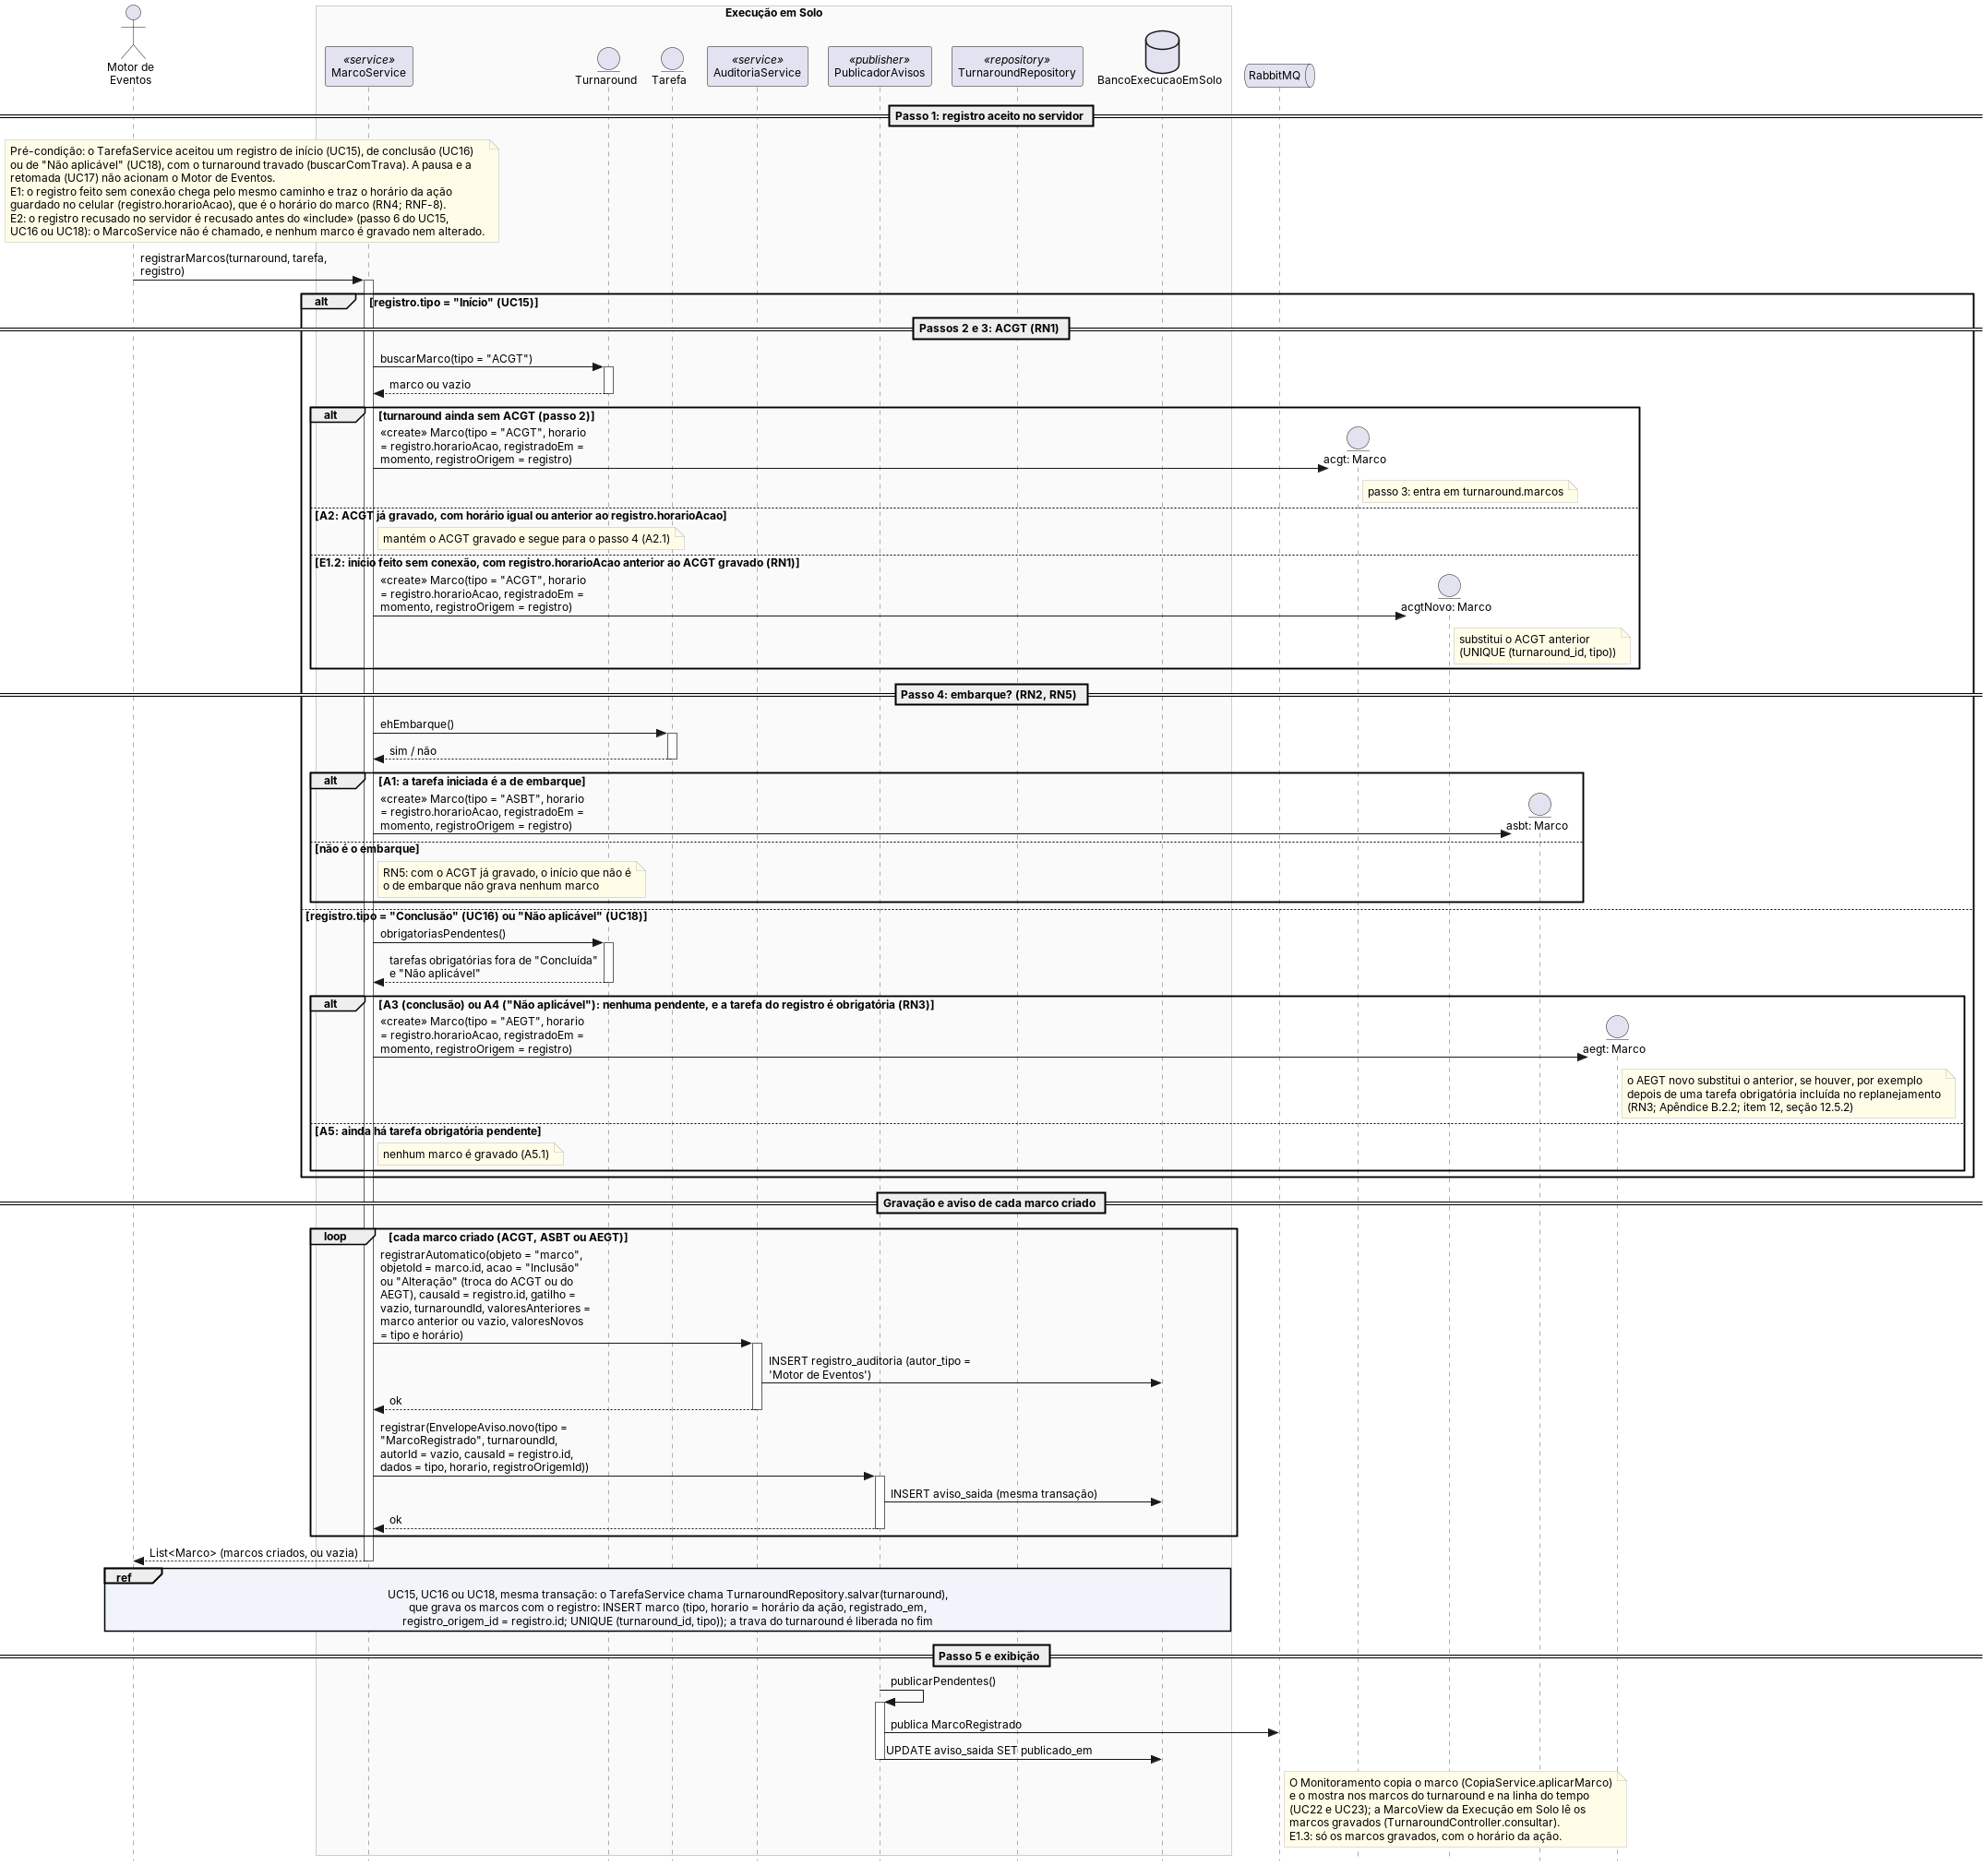 Execução em Solo
Motor de
Eventos
«service»
MarcoService
Turnaround
Tarefa
«service»
AuditoriaService
«publisher»
PublicadorAvisos
«repository»
TurnaroundRepository
BancoExecucaoEmSolo
RabbitMQ
Passo 1: registro aceito no servidor
Pré-condição: o TarefaService aceitou um registro de início (UC15), de conclusão (UC16)
ou de "Não aplicável" (UC18), com o turnaround travado (buscarComTrava). A pausa e a
retomada (UC17) não acionam o Motor de Eventos.
E1: o registro feito sem conexão chega pelo mesmo caminho e traz o horário da ação
guardado no celular (registro.horarioAcao), que é o horário do marco (RN4; RNF-8).
E2: o registro recusado no servidor é recusado antes do «include» (passo 6 do UC15,
UC16 ou UC18): o MarcoService não é chamado, e nenhum marco é gravado nem alterado.
registrarMarcos(turnaround, tarefa,
registro)
alt
[registro.tipo = "Início" (UC15)]
Passos 2 e 3: ACGT (RN1)
buscarMarco(tipo = "ACGT")
marco ou vazio
alt
[turnaround ainda sem ACGT (passo 2)]
«create» Marco(tipo = "ACGT", horario
= registro.horarioAcao, registradoEm =
momento, registroOrigem = registro)
acgt: Marco
passo 3: entra em turnaround.marcos
[A2: ACGT já gravado, com horário igual ou anterior ao registro.horarioAcao]
mantém o ACGT gravado e segue para o passo 4 (A2.1)
[E1.2: início feito sem conexão, com registro.horarioAcao anterior ao ACGT gravado (RN1)]
«create» Marco(tipo = "ACGT", horario
= registro.horarioAcao, registradoEm =
momento, registroOrigem = registro)
acgtNovo: Marco
substitui o ACGT anterior
(UNIQUE (turnaround_id, tipo))
Passo 4: embarque? (RN2, RN5)
ehEmbarque()
sim / não
alt
[A1: a tarefa iniciada é a de embarque]
«create» Marco(tipo = "ASBT", horario
= registro.horarioAcao, registradoEm =
momento, registroOrigem = registro)
asbt: Marco
[não é o embarque]
RN5: com o ACGT já gravado, o início que não é
o de embarque não grava nenhum marco
[registro.tipo = "Conclusão" (UC16) ou "Não aplicável" (UC18)]
obrigatoriasPendentes()
tarefas obrigatórias fora de "Concluída"
e "Não aplicável"
alt
[A3 (conclusão) ou A4 ("Não aplicável"): nenhuma pendente, e a tarefa do registro é obrigatória (RN3)]
«create» Marco(tipo = "AEGT", horario
= registro.horarioAcao, registradoEm =
momento, registroOrigem = registro)
aegt: Marco
o AEGT novo substitui o anterior, se houver, por exemplo
depois de uma tarefa obrigatória incluída no replanejamento
(RN3; Apêndice B.2.2; item 12, seção 12.5.2)
[A5: ainda há tarefa obrigatória pendente]
nenhum marco é gravado (A5.1)
Gravação e aviso de cada marco criado
loop
[cada marco criado (ACGT, ASBT ou AEGT)]
registrarAutomatico(objeto = "marco",
objetoId = marco.id, acao = "Inclusão"
ou "Alteração" (troca do ACGT ou do
AEGT), causaId = registro.id, gatilho =
vazio, turnaroundId, valoresAnteriores =
marco anterior ou vazio, valoresNovos
= tipo e horário)
INSERT registro_auditoria (autor_tipo =
'Motor de Eventos')
ok
registrar(EnvelopeAviso.novo(tipo =
"MarcoRegistrado", turnaroundId,
autorId = vazio, causaId = registro.id,
dados = tipo, horario, registroOrigemId))
INSERT aviso_saida (mesma transação)
ok
List<Marco> (marcos criados, ou vazia)
ref
UC15, UC16 ou UC18, mesma transação: o TarefaService chama TurnaroundRepository.salvar(turnaround),
que grava os marcos com o registro: INSERT marco (tipo, horario = horário da ação, registrado_em,
registro_origem_id = registro.id; UNIQUE (turnaround_id, tipo)); a trava do turnaround é liberada no fim
Passo 5 e exibição
publicarPendentes()
publica MarcoRegistrado
UPDATE aviso_saida SET publicado_em
O Monitoramento copia o marco (CopiaService.aplicarMarco)
e o mostra nos marcos do turnaround e na linha do tempo
(UC22 e UC23); a MarcoView da Execução em Solo lê os
marcos gravados (TurnaroundController.consultar).
E1.3: só os marcos gravados, com o horário da ação.